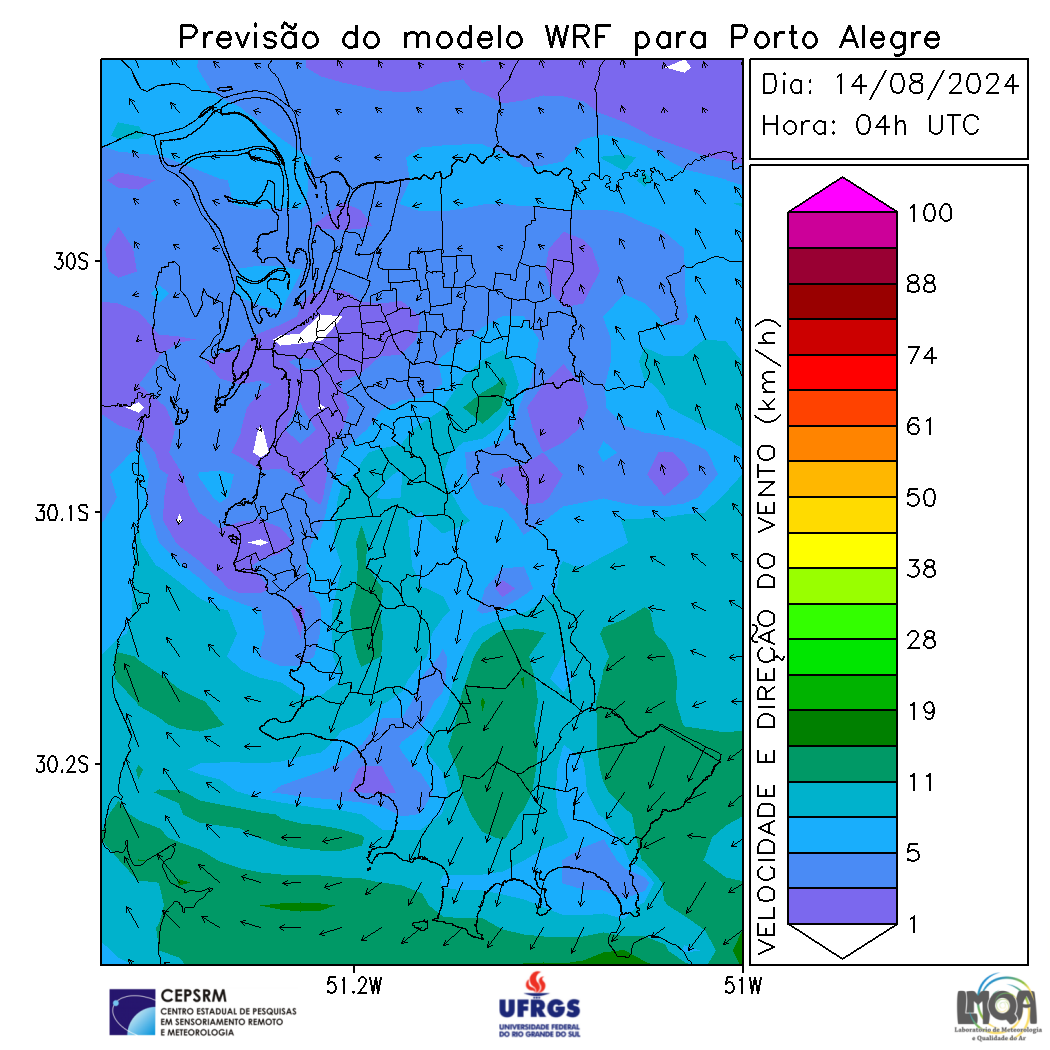 Previsão do modelo WRF para Porto Alegre
Dia: 14/08/2024
Hora: 04h UTC
30S
30.1S
30.2S
51.2W
51W
VELOCIDADE E DIREÇÃO DO VENTO (km/h)
100
88
74
61
50
38
28
19
11
5
1
CEPSRM
CENTRO ESTADUAL DE PESQUISAS
EM SENSORIAMENTO REMOTO
E METEOROLOGIA
UFRGS
UNIVERSIDADE FEDERAL
DO RIO GRANDE DO SUL
LMQA
Laboratório de Meteorologia
e Qualidade do Ar